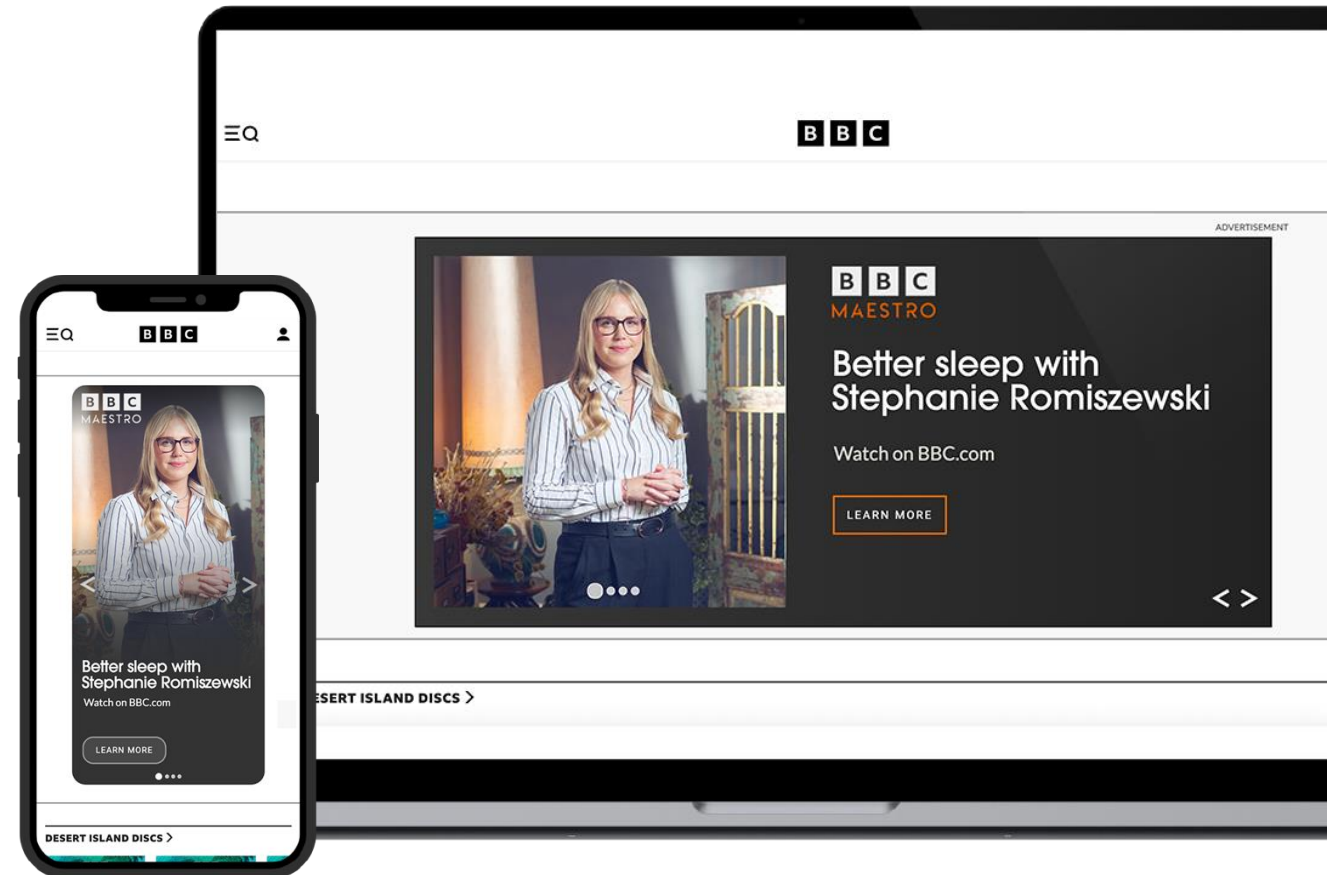 BBC
ADVERTISEMENT
BBC
MAESTRO
Better sleep with
Stephanie Romiszewski
Watch on BBC.com
LEARN MORE
ESERT ISLAND DISCS >
BBC
BBC
MAESTRO
Better sleep with
Stephanie Romiszewski
Watch on BBC.com
LEARN MORE
DESERT ISLAND DISCS >